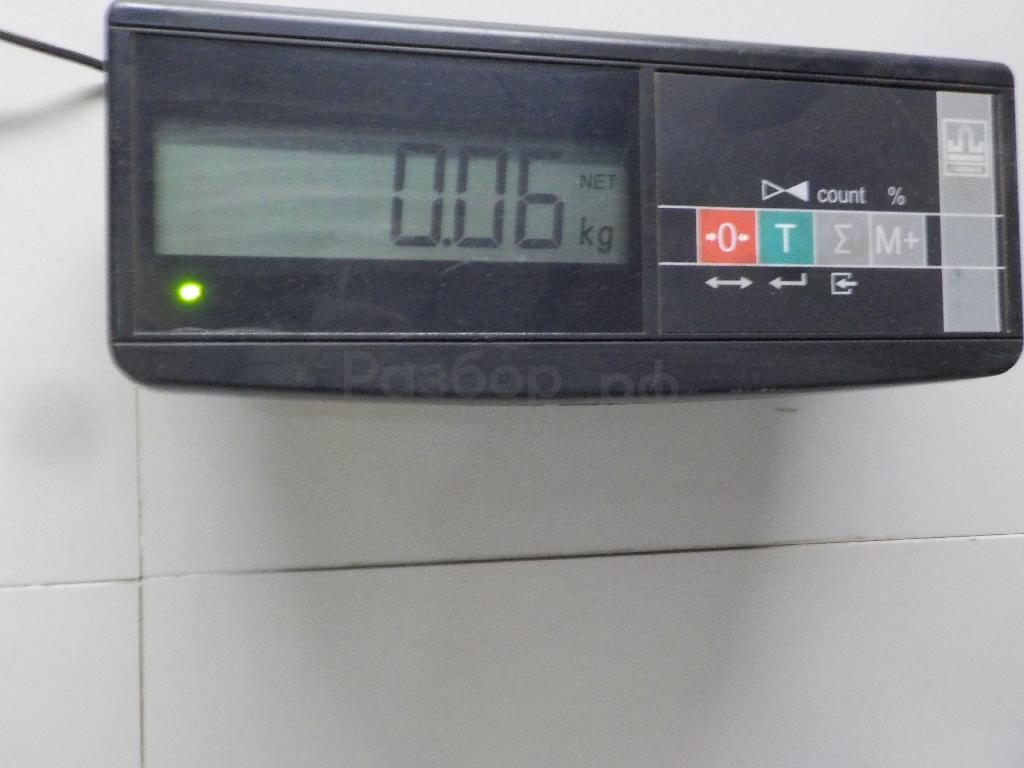 0.06
NET
kg
count %
→0← T Σ M+
Разбор.рф